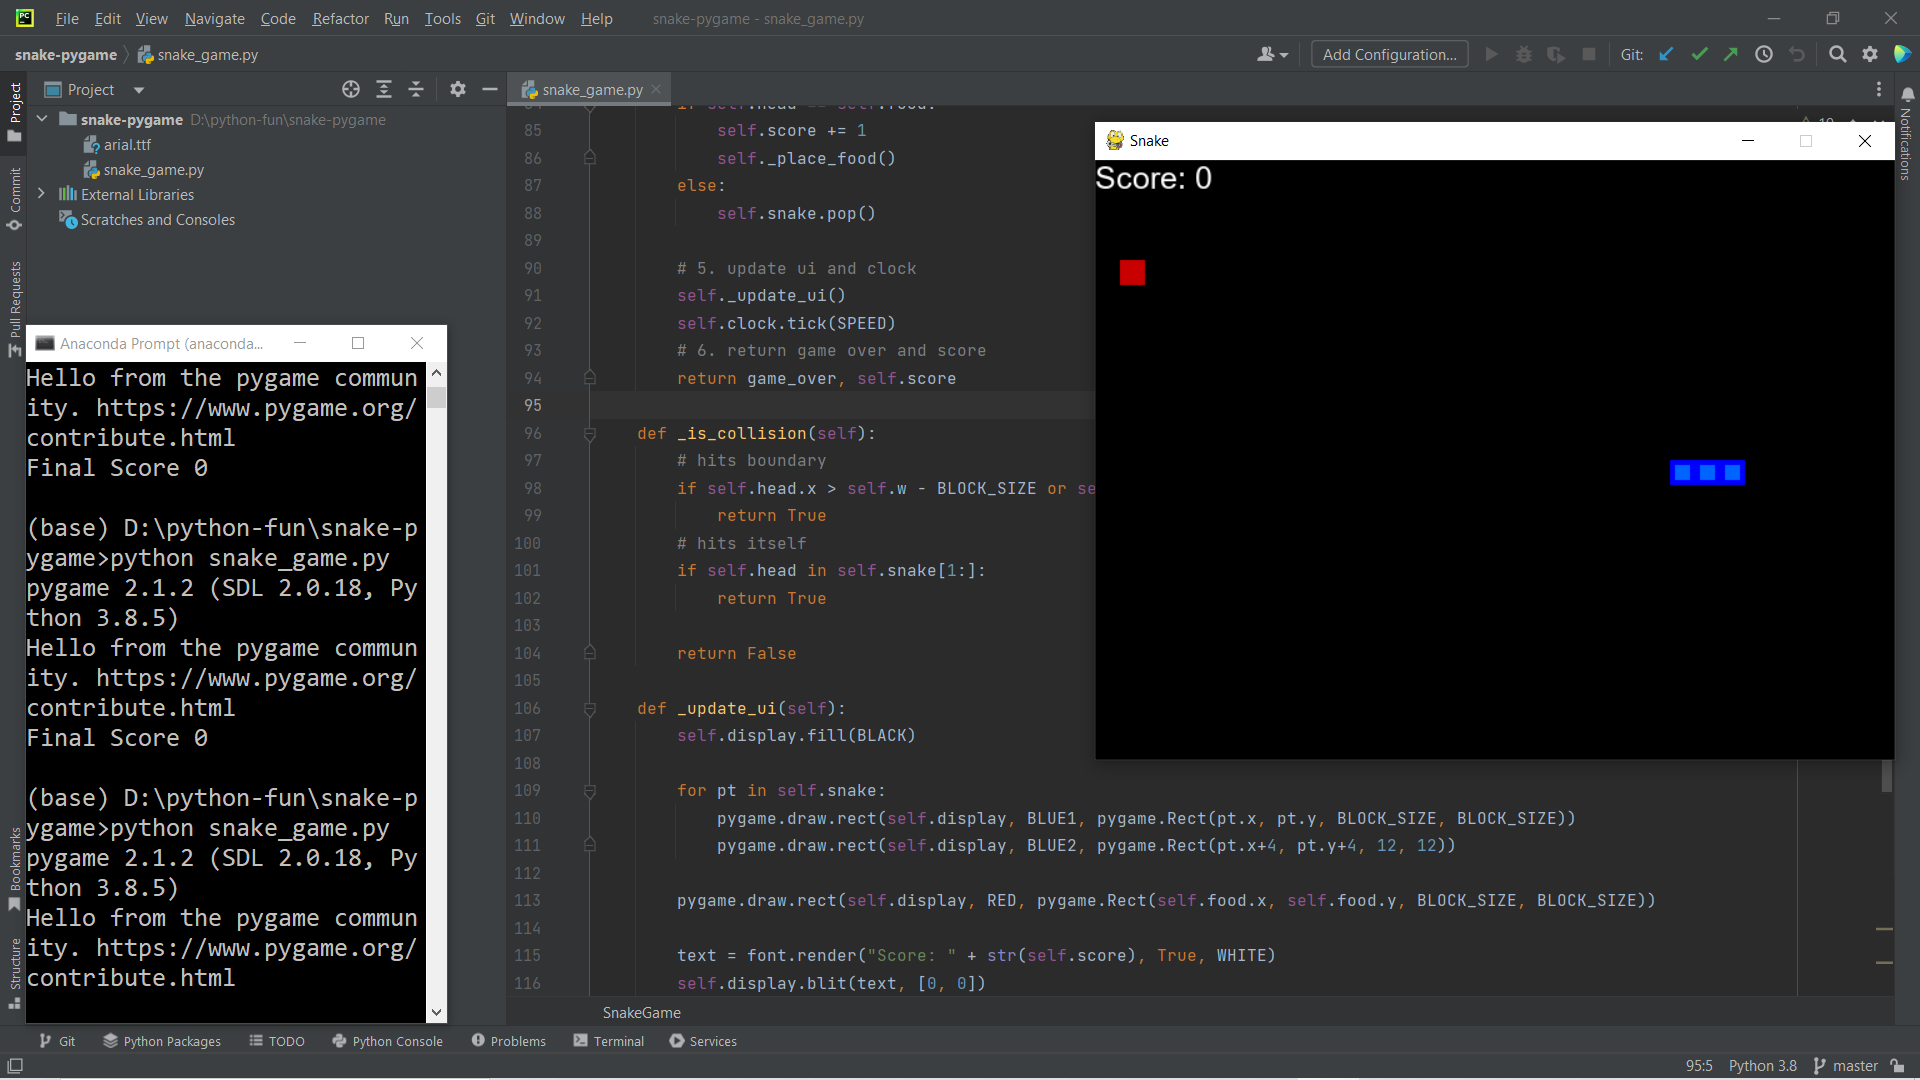 File Edit View Navigate Code Refactor Run Tools Git Window Help snake-pygame - snake_game.py
snake-pygame snake_game.py Add Configuration... Git:
Project
snake_game.py
Project
snake-pygame D:\python-fun\snake-pygame
arial.ttf
snake_game.py
External Libraries
Scratches and Consoles
Commit
Pull Requests
Bookmarks
Structure
Notifications
Anaconda Prompt (anaconda...
Hello from the pygame commun
ity. https://www.pygame.org/
contribute.html
Final Score 0
(base) D:\python-fun\snake-p
ygame>python snake_game.py
pygame 2.1.2 (SDL 2.0.18, Py
thon 3.8.5)
Hello from the pygame commun
ity. https://www.pygame.org/
contribute.html
Final Score 0
(base) D:\python-fun\snake-p
ygame>python snake_game.py
pygame 2.1.2 (SDL 2.0.18, Py
thon 3.8.5)
Hello from the pygame commun
ity. https://www.pygame.org/
contribute.html
85 self.score += 1
86 self._place_food()
87 else:
88 self.snake.pop()
89
90 # 5. update ui and clock
91 self._update_ui()
92 self.clock.tick(SPEED)
93 # 6. return game over and score
94 return game_over, self.score
95
96 def _is_collision(self):
97 # hits boundary
98 if self.head.x > self.w - BLOCK_SIZE or se
99 return True
100 # hits itself
101 if self.head in self.snake[1:]:
102 return True
103
104 return False
105
106 def _update_ui(self):
107 self.display.fill(BLACK)
108
109 for pt in self.snake:
110 pygame.draw.rect(self.display, BLUE1, pygame.Rect(pt.x, pt.y, BLOCK_SIZE, BLOCK_SIZE))
111 pygame.draw.rect(self.display, BLUE2, pygame.Rect(pt.x+4, pt.y+4, 12, 12))
112
113 pygame.draw.rect(self.display, RED, pygame.Rect(self.food.x, self.food.y, BLOCK_SIZE, BLOCK_SIZE))
114
115 text = font.render("Score: " + str(self.score), True, WHITE)
116 self.display.blit(text, [0, 0])
Snake
Score: 0
SnakeGame
Git Python Packages TODO Python Console Problems Terminal Services
95:5 Python 3.8 master